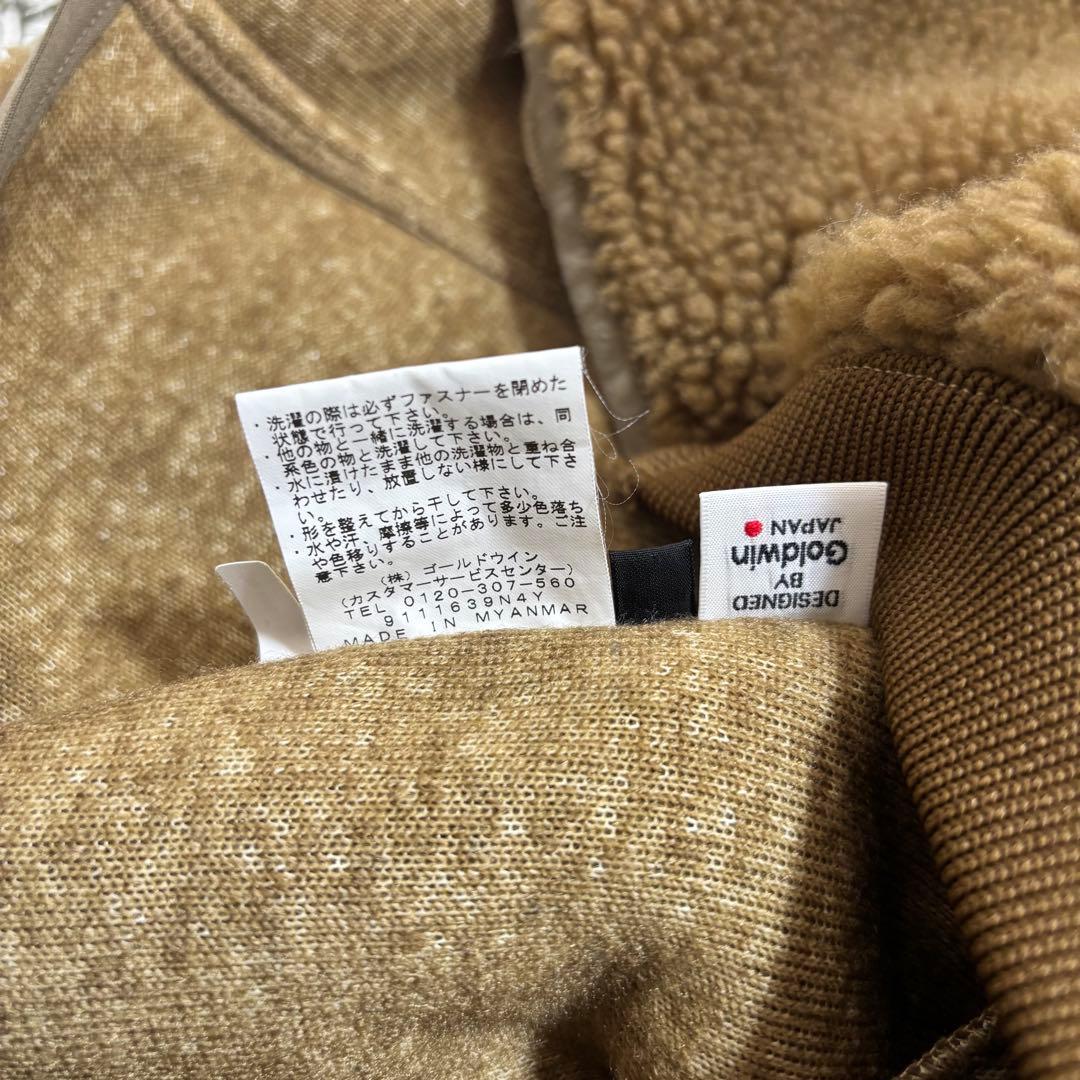 ・洗濯の際は必ずファスナーを閉めた
状態で行って下さい。
・他の物と一緒に洗濯する場合は、同
系色の物と洗濯して下さい。
・水に漬けたまま他の洗濯物と重ね合
わせたり、放置しない様にして下さ
い。
・形を整えてから干して下さい。
・水や汗、摩擦等によって多少色落ち
や色移りすることがあります。ご注
意下さい。
(株) ゴールドウイン
(カスタマーサービスセンター)
TEL 0120-307-560
911639N4Y
MADE IN MYANMAR
DESIGNED
BY
Goldwin
JAPAN